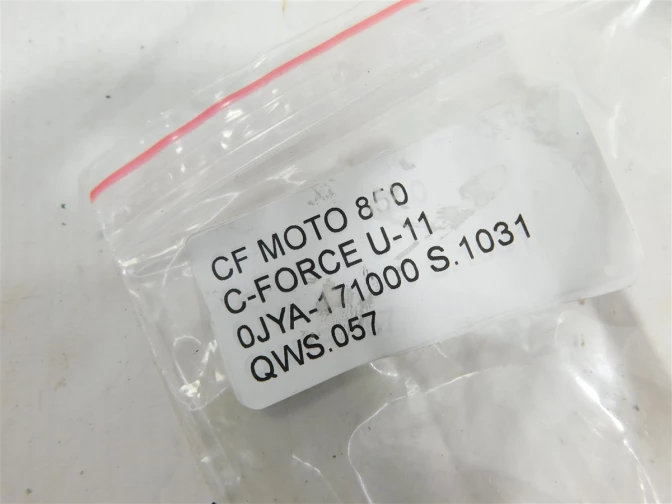 CF MOTO 850
C-FORCE U-11
0JYA-171000 S.1031
QWS.057